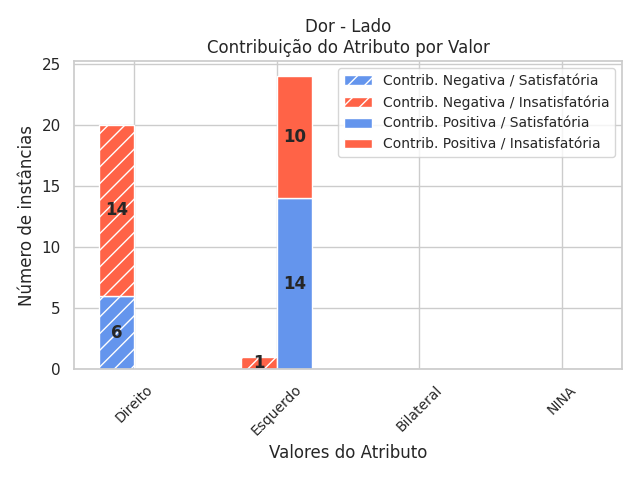 Dor - Lado
Contribuição do Atributo por Valor
Número de instâncias
25
20
15
10
5
0
Contrib. Negativa / Satisfatória
Contrib. Negativa / Insatisfatória
Contrib. Positiva / Satisfatória
Contrib. Positiva / Insatisfatória
14
6
1
10
14
Direito
Esquerdo
Bilateral
NINA
Valores do Atributo